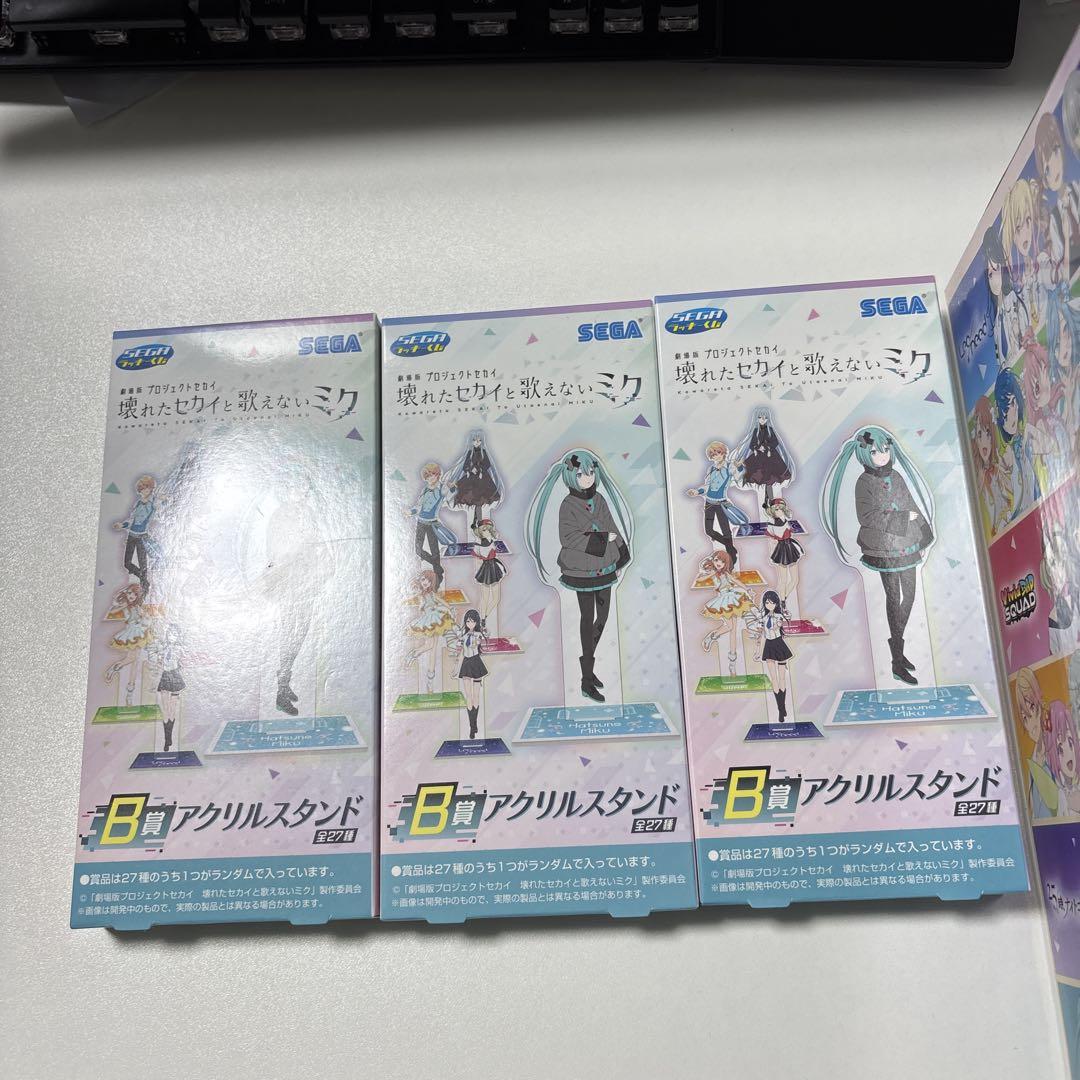 SEGA
ラッキーくじ
SEGA
劇場版 プロジェクトセカイ
壊れたセカイと歌えないミク
Kowareta SEKAI To Utaenai MIKU
Hatsune
Miku
B賞アクリルスタンド
全27種
●賞品は27種のうち1つがランダムで入っています。
©「劇場版プロジェクトセカイ 壊れたセカイと歌えないミク」製作委員会
※画像は開発中のもので、実際の製品とは異なる場合があります。
SEGA
ラッキーくじ
SEGA
劇場版 プロジェクトセカイ
壊れたセカイと歌えないミク
Kowareta SEKAI To Utaenai MIKU
Hatsune
Miku
B賞アクリルスタンド
全27種
●賞品は27種のうち1つがランダムで入っています。
©「劇場版プロジェクトセカイ 壊れたセカイと歌えないミク」製作委員会
※画像は開発中のもので、実際の製品とは異なる場合があります。
SEGA
ラッキーくじ
SEGA
劇場版 プロジェクトセカイ
壊れたセカイと歌えないミク
Kowareta SEKAI To Utaenai MIKU
Hatsune
Miku
B賞アクリルスタンド
全27種
●賞品は27種のうち1つがランダムで入っています。
©「劇場版プロジェクトセカイ 壊れたセカイと歌えないミク」製作委員会
※画像は開発中のもので、実際の製品とは異なる場合があります。
Vivid BAD
SQUAD